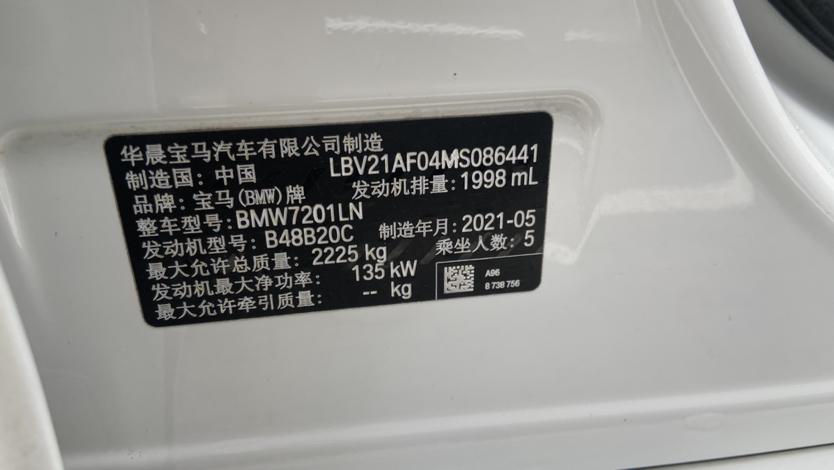 华晨宝马汽车有限公司制造
制造国: 中国 LBV21AF04MS086441
品牌: 宝马(BMW)牌 发动机排量: 1998 mL
整车型号: BMW7201LN 制造年月: 2021-05
发动机型号: B48B20C 乘坐人数: 5
最大允许总质量: 2225 kg
发动机最大净功率: 135 kW
最大允许牵引质量: -- kg
A96
8 738 756